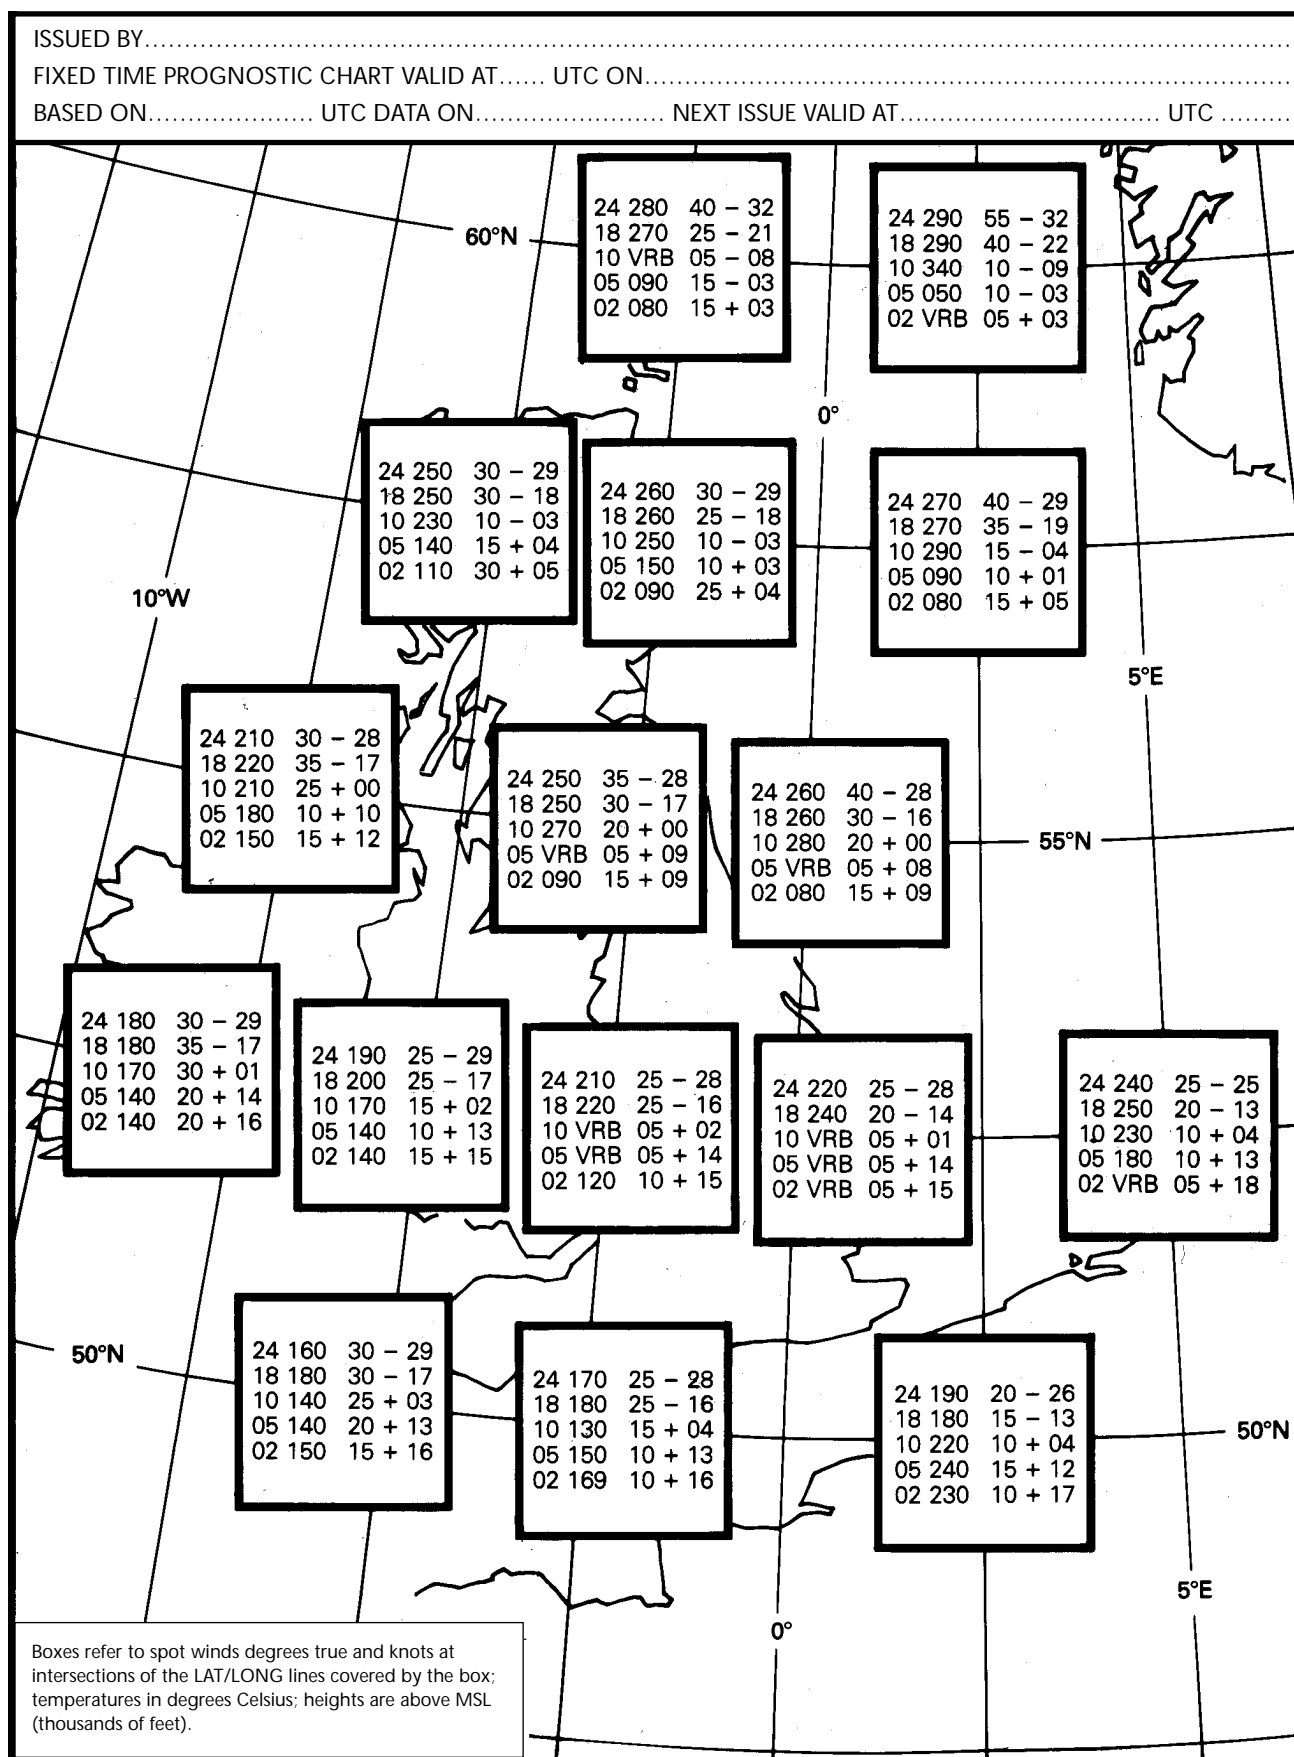 ISSUED BY
FIXED TIME PROGNOSTIC CHART VALID AT...... UTC ON
BASED ON.................... UTC DATA ON....................... NEXT ISSUE VALID AT................................ UTC .........
24 280 40 – 32
18 270 25 – 21
10 VRB 05 – 08
05 090 15 – 03
02 080 15 + 03
24 290 55 – 32
18 290 40 – 22
10 340 10 – 09
05 050 10 – 03
02 VRB 05 + 03
60°N
0°
24 250 30 – 29
18 250 30 – 18
10 230 10 – 03
05 140 15 + 04
02 110 30 + 05
24 260 30 – 29
18 260 25 – 18
10 250 10 – 03
05 150 10 + 03
02 090 25 + 04
24 270 40 – 29
18 270 35 – 19
10 290 15 – 04
05 090 10 + 01
02 080 15 + 05
10°W
5°E
24 210 30 – 28
18 220 35 – 17
10 210 25 + 00
05 180 10 + 10
02 150 15 + 12
24 250 35 – 28
18 250 30 – 17
10 270 20 + 00
05 VRB 05 + 09
02 090 15 + 09
24 260 40 – 28
18 260 30 – 16
10 280 20 + 00
05 VRB 05 + 08
02 080 15 + 09
55°N
24 180 30 – 29
18 180 35 – 17
10 170 30 + 01
05 140 20 + 14
02 140 20 + 16
24 190 25 – 29
18 200 25 – 17
10 170 15 + 02
05 140 10 + 13
02 140 15 + 15
24 210 25 – 28
18 220 25 – 16
10 VRB 05 + 02
05 VRB 05 + 14
02 120 10 + 15
24 220 25 – 28
18 240 20 – 14
10 VRB 05 + 01
05 VRB 05 + 14
02 VRB 05 + 15
24 240 25 – 25
18 250 20 – 13
10 230 10 + 04
05 180 10 + 13
02 VRB 05 + 18
50°N
24 160 30 – 29
18 180 30 – 17
10 140 25 + 03
05 140 20 + 13
02 150 15 + 16
24 170 25 – 28
18 180 25 – 16
10 130 15 + 04
05 150 10 + 13
02 169 10 + 16
24 190 20 – 26
18 180 15 – 13
10 220 10 + 04
05 240 15 + 12
02 230 10 + 17
50°N
5°E
0°
Boxes refer to spot winds degrees true and knots at
intersections of the LAT/LONG lines covered by the box;
temperatures in degrees Celsius; heights are above MSL
(thousands of feet).